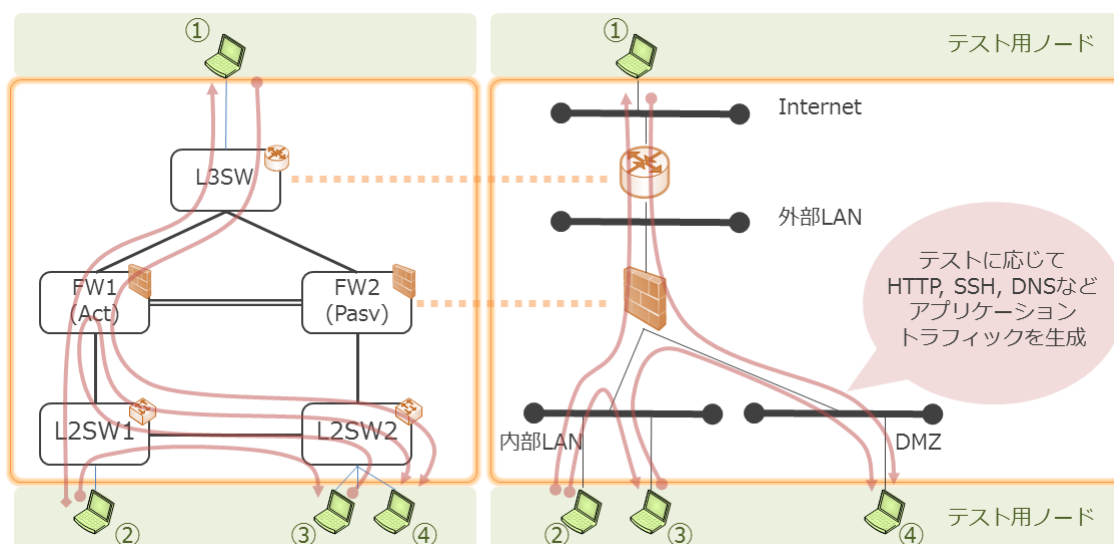 ①
L3SW
FW1
(Act)
FW2
(Pasv)
L2SW1
L2SW2
②
③
④
テスト用ノード
①
Internet
外部LAN
テストに応じて
HTTP, SSH, DNSなど
アプリケーション
トラフィックを生成
内部LAN
DMZ
②
③
④
テスト用ノード